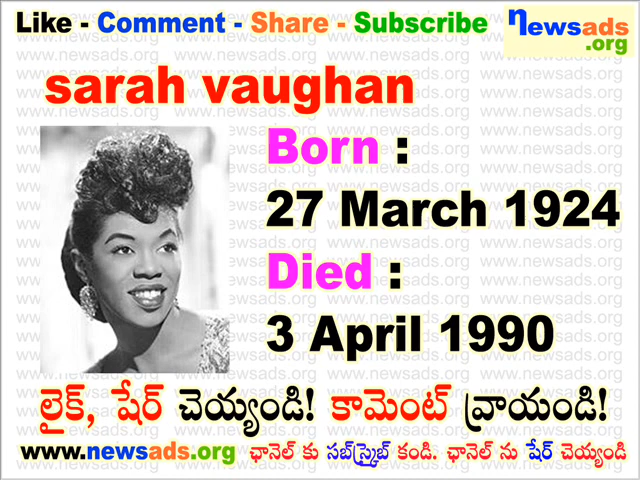 Like - Comment - Share - Subscribe
newsads
.org
sarah vaughan
Born :
27 March 1924
Died :
3 April 1990
లైక్, షేర్ చెయ్యండి! కామెంట్ వ్రాయండి!
www.newsads.org ఛానెల్ కు సబ్‌స్క్రైబ్ కండి. ఛానెల్ ను షేర్ చెయ్యండి